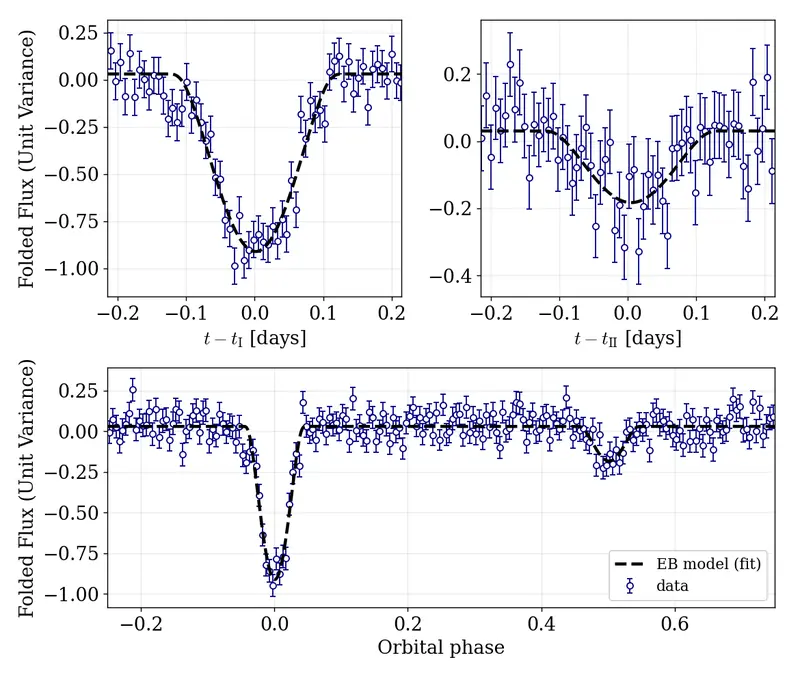 Folded Flux (Unit Variance)
0.25
0.00
−0.25
−0.50
−0.75
−1.00
−0.2 −0.1 0.0 0.1 0.2
t − tI [days]
0.2
0.0
−0.2
−0.4
−0.2 −0.1 0.0 0.1 0.2
t − tII [days]
Folded Flux (Unit Variance)
0.25
0.00
−0.25
−0.50
−0.75
−1.00
−0.2 0.0 0.2 0.4 0.6
Orbital phase
EB model (fit)
data